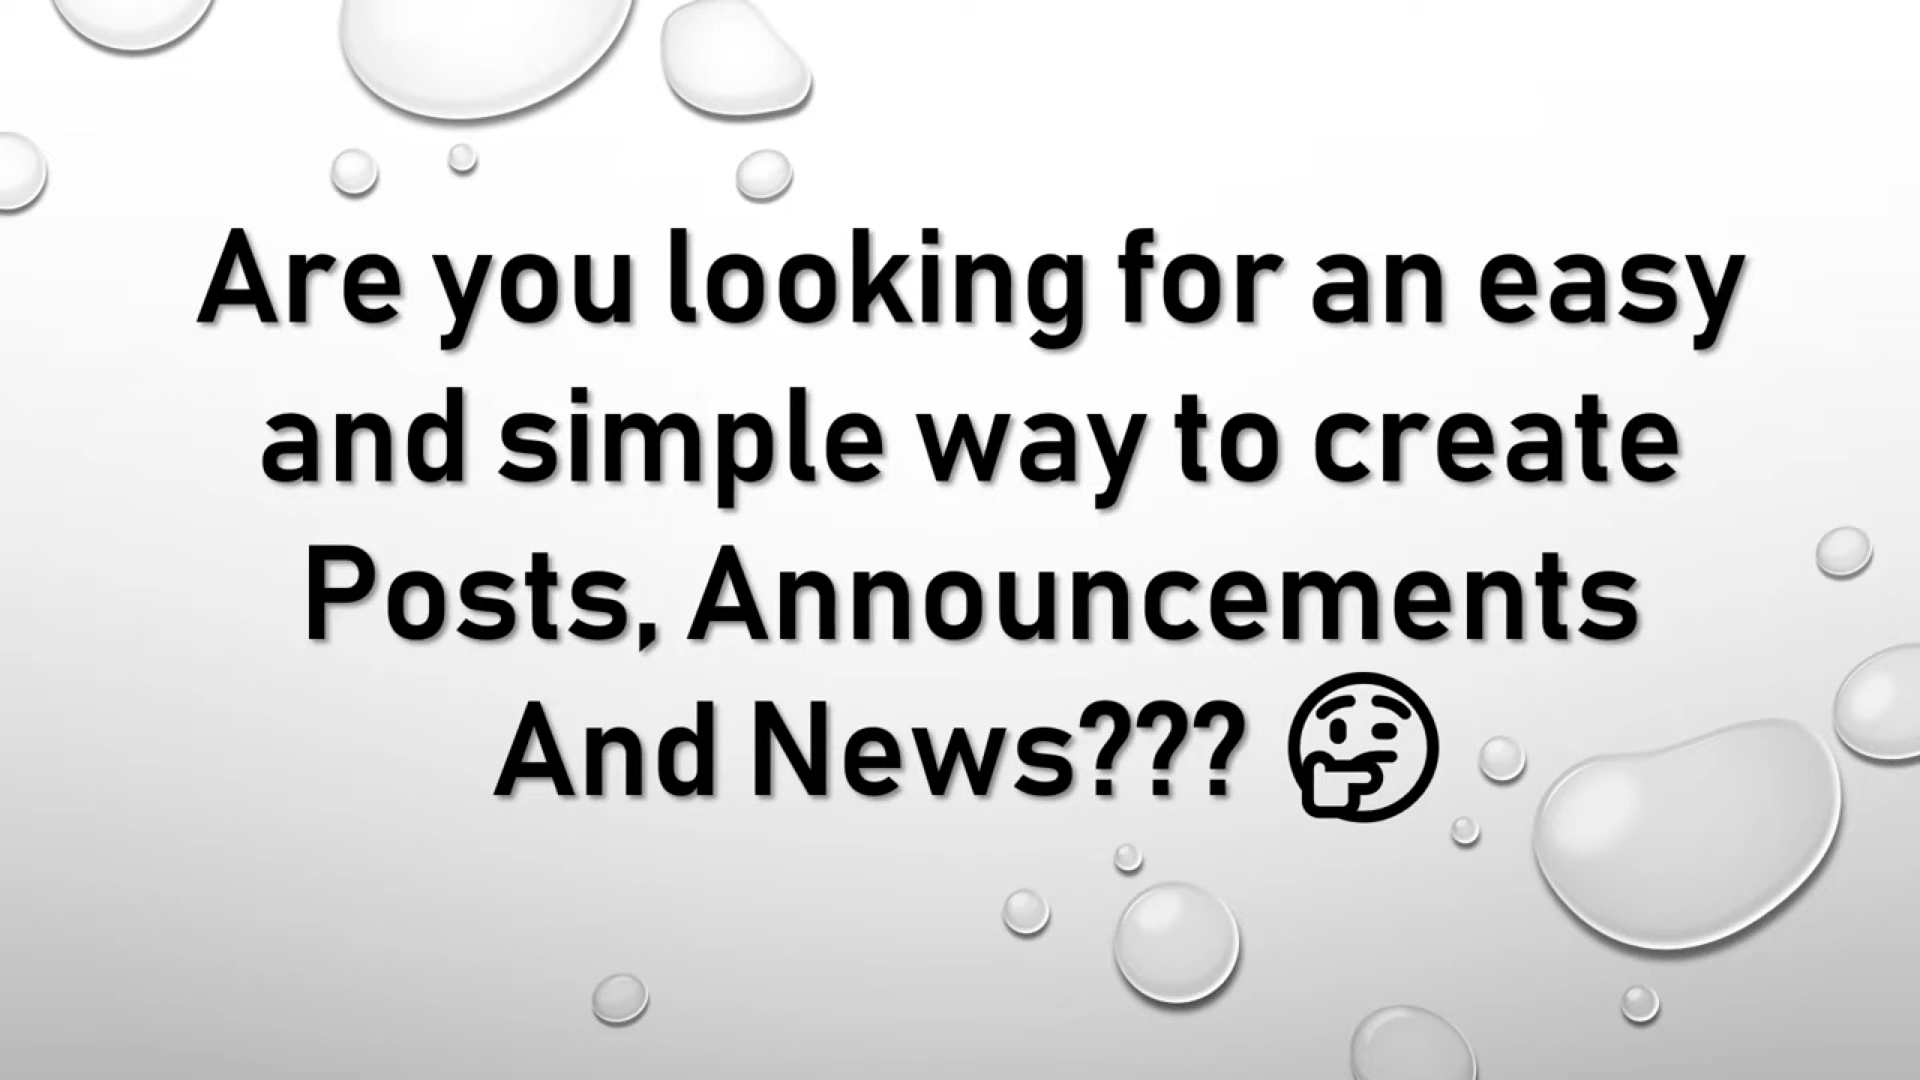 Are you looking for an easy
and simple way to create
Posts, Announcements
And News??? 🤔